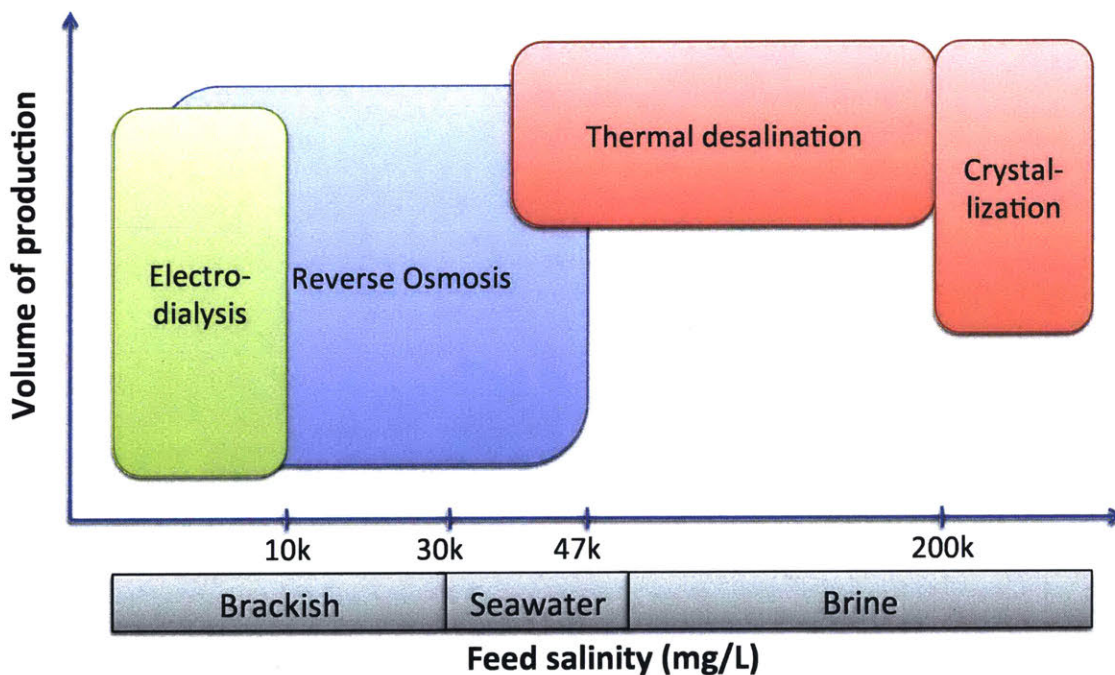 Volume of production
Electro-
dialysis
Reverse Osmosis
Thermal desalination
Crystal-
lization
10k
30k
47k
200k
Brackish
Seawater
Brine
Feed salinity (mg/L)